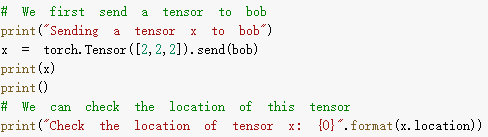 # We first send a tensor to bob
print("Sending a tensor x to bob")
x = torch.Tensor([2,2,2]).send(bob)
print(x)
print()
# We can check the location of this tensor
print("Check the location of tensor x: {0}".format(x.location))